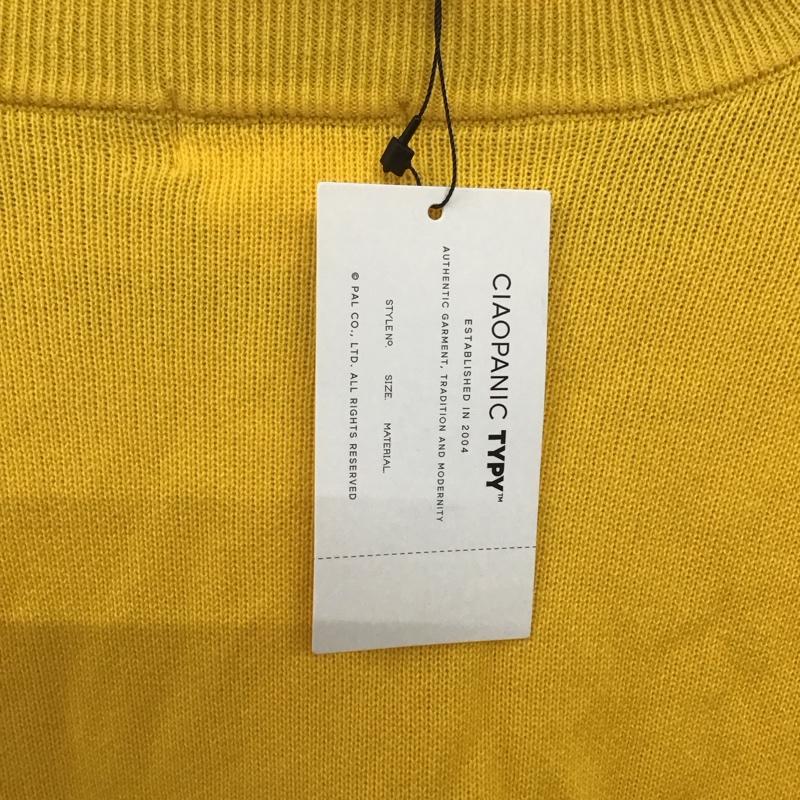 CIAOPANIC TYPY™
ESTABLISHED IN 2004
AUTHENTIC GARMENT, TRADITION AND MODERNITY
STYLE Nº. SIZE. MATERIAL.
© PAL CO., LTD. ALL RIGHTS RESERVED